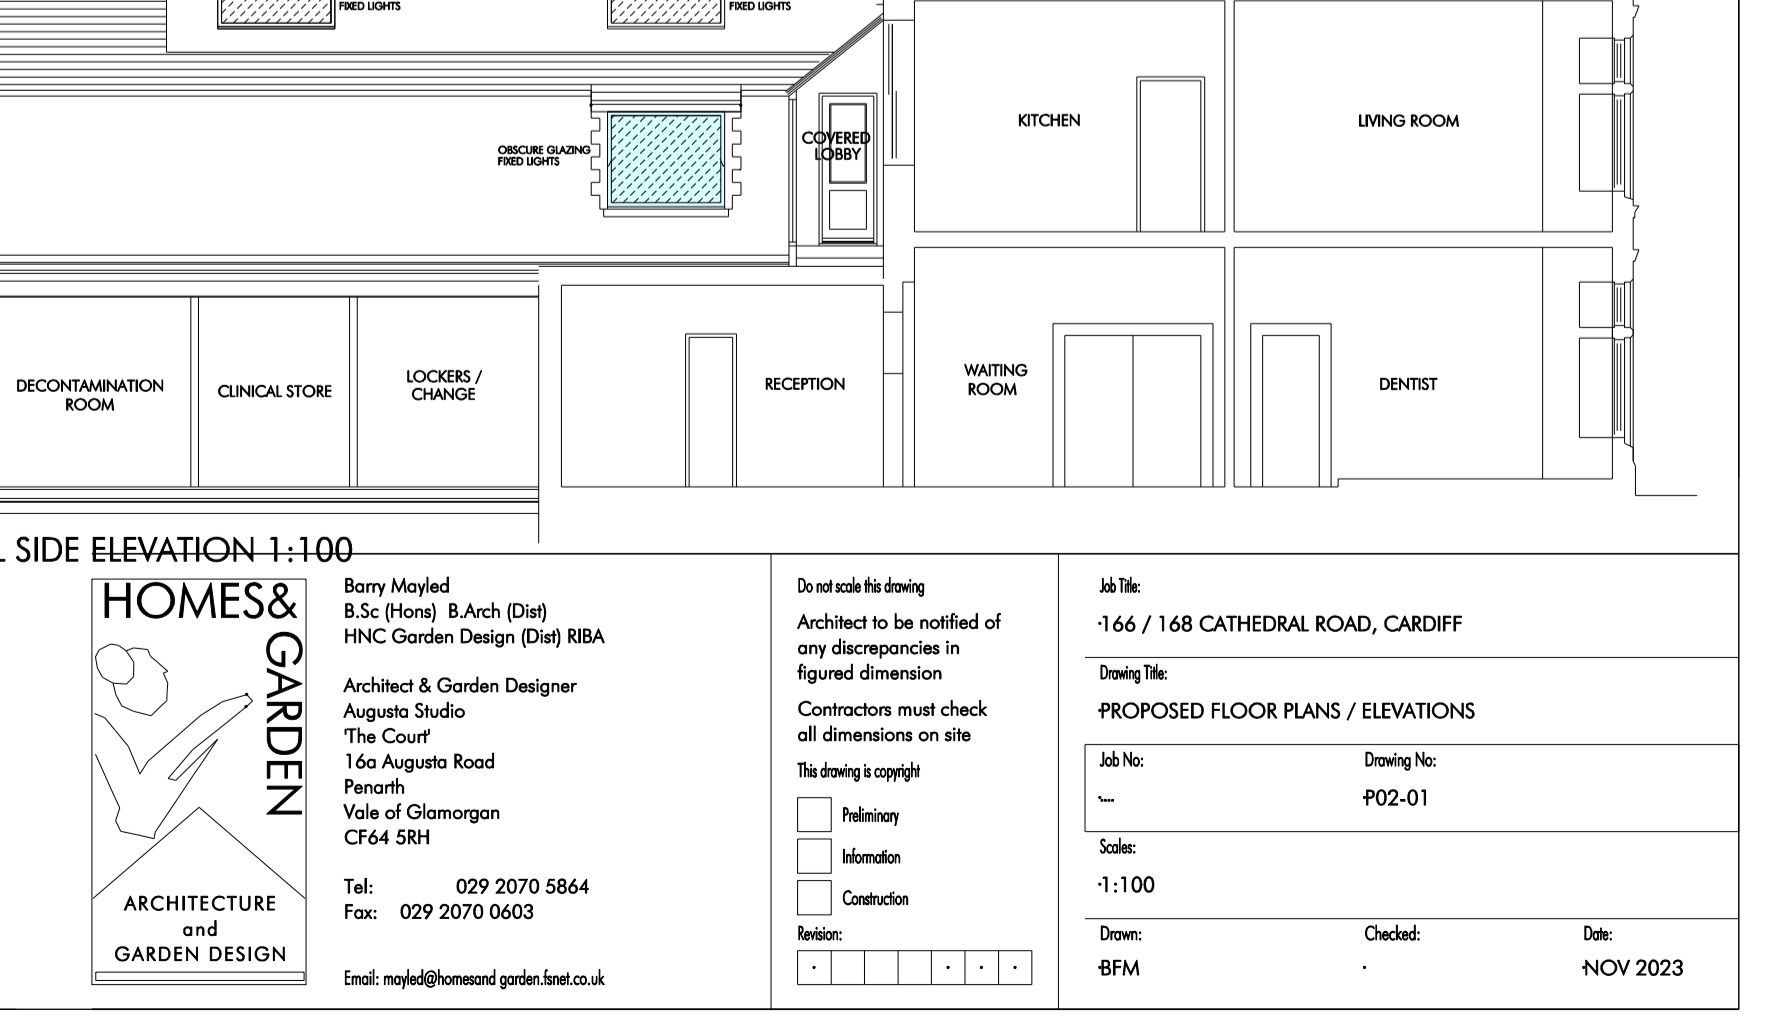 FIXED LIGHTS
FIXED LIGHTS
OBSCURE GLAZING
FIXED LIGHTS
COVERED
LOBBY
KITCHEN
LIVING ROOM
DECONTAMINATION
ROOM
CLINICAL STORE
LOCKERS /
CHANGE
RECEPTION
WAITING
ROOM
DENTIST
SIDE ELEVATION 1:100
HOMES&
GARDEN
ARCHITECTURE
and
GARDEN DESIGN
Barry Mayled
B.Sc (Hons) B.Arch (Dist)
HNC Garden Design (Dist) RIBA
Architect & Garden Designer
Augusta Studio
'The Court'
16a Augusta Road
Penarth
Vale of Glamorgan
CF64 5RH
Tel: 029 2070 5864
Fax: 029 2070 0603
Email: mayled@homesand garden.fsnet.co.uk
Do not scale this drawing
Architect to be notified of
any discrepancies in
figured dimension
Contractors must check
all dimensions on site
This drawing is copyright
Preliminary
Information
Construction
Revision:
Job Title:
166 / 168 CATHEDRAL ROAD, CARDIFF
Drawing Title:
PROPOSED FLOOR PLANS / ELEVATIONS
Job No: Drawing No:
---- P02-01
Scales:
1:100
Drawn: Checked: Date:
BFM NOV 2023